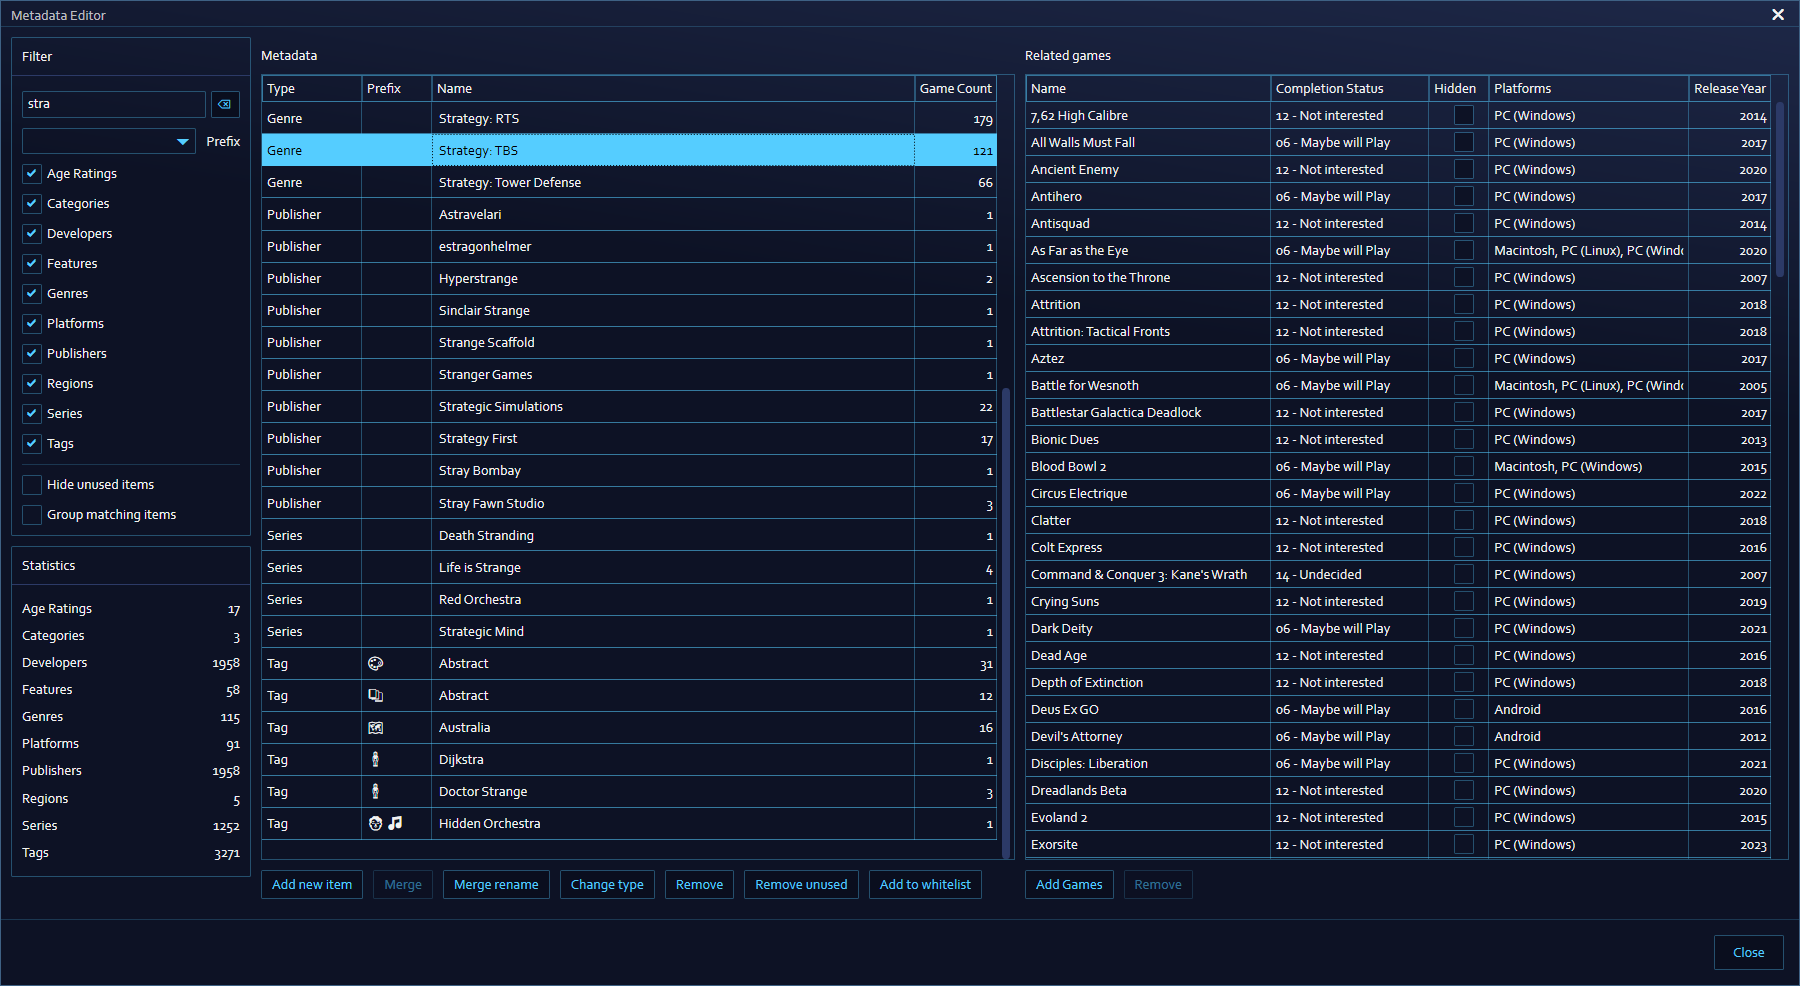 Metadata Editor
Filter
stra
Prefix
Age Ratings
Categories
Developers
Features
Genres
Platforms
Publishers
Regions
Series
Tags
Hide unused items
Group matching items
Statistics
Age Ratings 17
Categories 3
Developers 1958
Features 58
Genres 115
Platforms 91
Publishers 1958
Regions 5
Series 1252
Tags 3271
Metadata
Type Prefix Name Game Count
Genre Strategy: RTS 179
Genre Strategy: TBS 121
Genre Strategy: Tower Defense 66
Publisher Astravelari 1
Publisher estragonhelmer 1
Publisher Hyperstrange 2
Publisher Sinclair Strange 1
Publisher Strange Scaffold 1
Publisher Stranger Games 1
Publisher Strategic Simulations 22
Publisher Strategy First 17
Publisher Stray Bombay 1
Publisher Stray Fawn Studio 3
Series Death Stranding 1
Series Life is Strange 4
Series Red Orchestra 1
Series Strategic Mind 1
Tag Abstract 31
Tag Abstract 12
Tag Australia 16
Tag Dijkstra 1
Tag Doctor Strange 3
Tag Hidden Orchestra 1
Add new item Merge Merge rename Change type Remove Remove unused Add to whitelist
Related games
Name Completion Status Hidden Platforms Release Year
7,62 High Calibre 12 - Not interested PC (Windows) 2014
All Walls Must Fall 06 - Maybe will Play PC (Windows) 2017
Ancient Enemy 12 - Not interested PC (Windows) 2020
Antihero 06 - Maybe will Play PC (Windows) 2017
Antisquad 12 - Not interested PC (Windows) 2014
As Far as the Eye 06 - Maybe will Play Macintosh, PC (Linux), PC (Windo 2020
Ascension to the Throne 12 - Not interested PC (Windows) 2007
Attrition 12 - Not interested PC (Windows) 2018
Attrition: Tactical Fronts 12 - Not interested PC (Windows) 2018
Aztez 06 - Maybe will Play PC (Windows) 2017
Battle for Wesnoth 06 - Maybe will Play Macintosh, PC (Linux), PC (Windo 2005
Battlestar Galactica Deadlock 12 - Not interested PC (Windows) 2017
Bionic Dues 12 - Not interested PC (Windows) 2013
Blood Bowl 2 06 - Maybe will Play Macintosh, PC (Windows) 2015
Circus Electrique 06 - Maybe will Play PC (Windows) 2022
Clatter 12 - Not interested PC (Windows) 2018
Colt Express 12 - Not interested PC (Windows) 2016
Command & Conquer 3: Kane's Wrath 14 - Undecided PC (Windows) 2007
Crying Suns 12 - Not interested PC (Windows) 2019
Dark Deity 06 - Maybe will Play PC (Windows) 2021
Dead Age 12 - Not interested PC (Windows) 2016
Depth of Extinction 12 - Not interested PC (Windows) 2018
Deus Ex GO 06 - Maybe will Play Android 2016
Devil's Attorney 06 - Maybe will Play Android 2012
Disciples: Liberation 06 - Maybe will Play PC (Windows) 2021
Dreadlands Beta 12 - Not interested PC (Windows) 2020
Evoland 2 12 - Not interested PC (Windows) 2015
Exorsite 12 - Not interested PC (Windows) 2023
Add Games Remove
Close